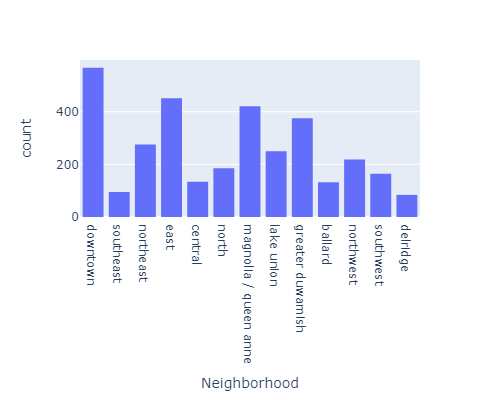 count
400
200
0
downtown
southeast
northeast
east
central
north
magnolia / queen anne
lake union
greater duwamish
ballard
northwest
southwest
delridge
Neighborhood